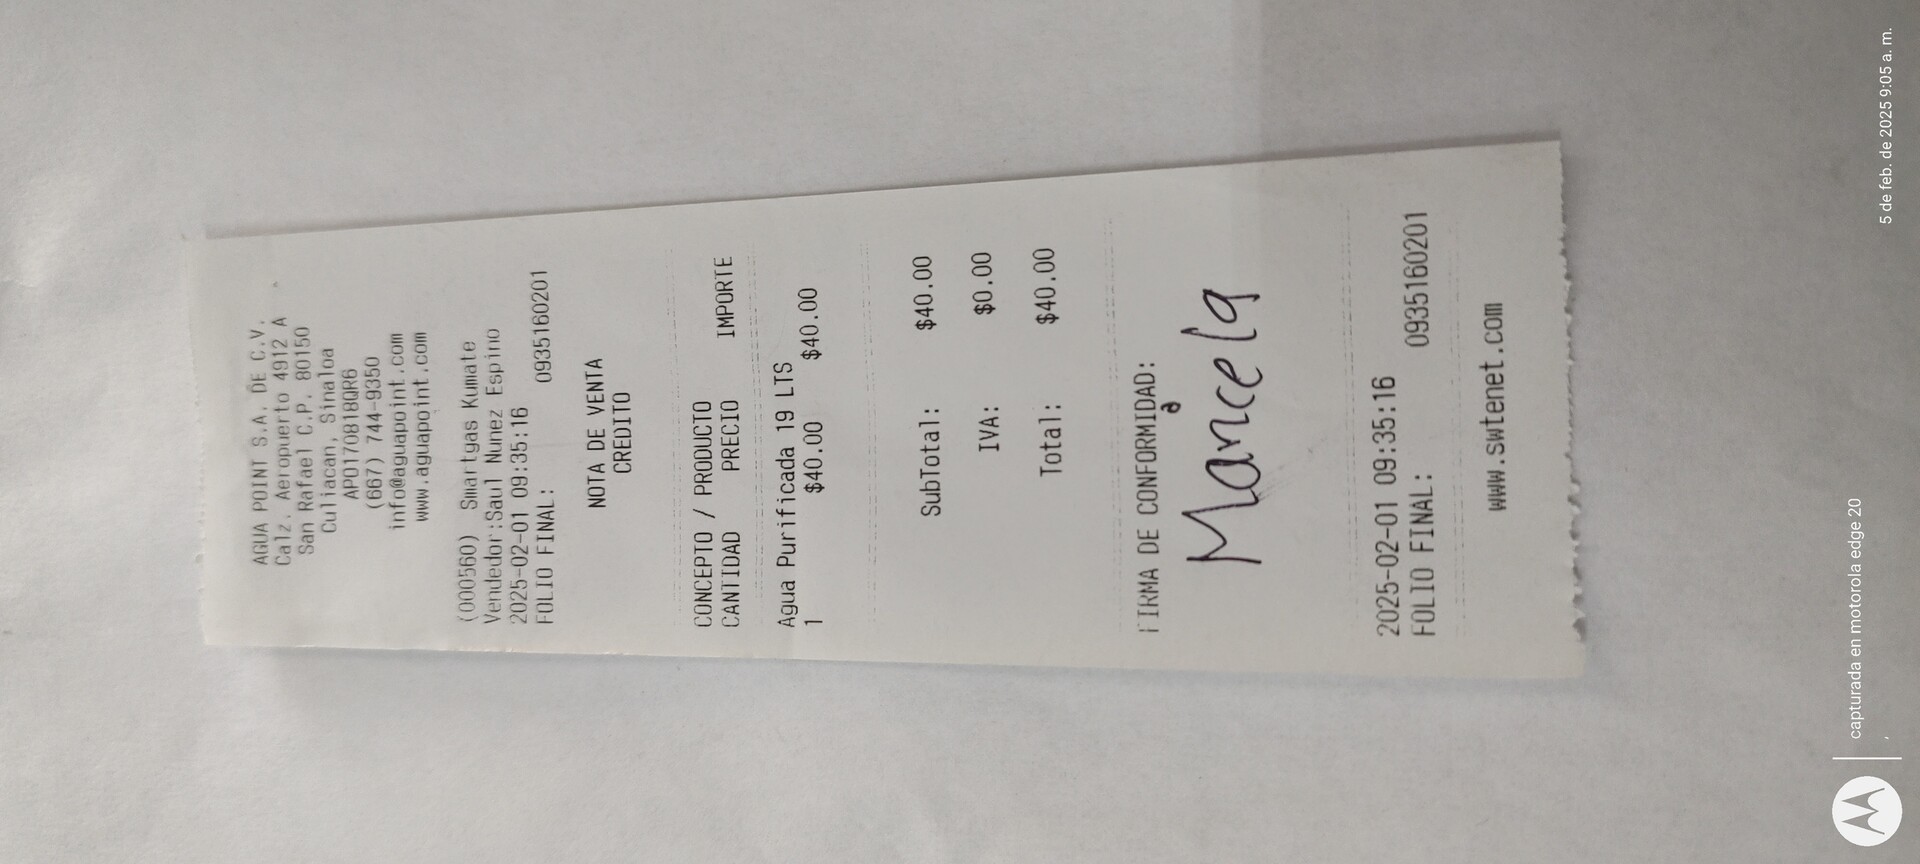 AGUA POINT S.A. DE C.V.
Calz. Aeropuerto 4912 A
San Rafael C.P. 80150
Culiacan, Sinaloa
APO170818QR6
(667) 744-9350
info@aguapoint.com
www.aguapoint.com
(000560) Smartgas Kumate
Vendedor:Saul Nunez Espino
2025-02-01 09:35:16
FOLIO FINAL: 0935160201
NOTA DE VENTA
CREDITO
CONCEPTO / PRODUCTO
CANTIDAD PRECIO IMPORTE
Agua Purificada 19 LTS
1 $40.00 $40.00
SubTotal: $40.00
IVA: $0.00
Total: $40.00
FIRMA DE CONFORMIDAD:
Maricela
2025-02-01 09:35:16
FOLIO FINAL: 0935160201
www.swtenet.com
capturada en motorola edge 20
5 de feb. de 2025 9:05 a. m.